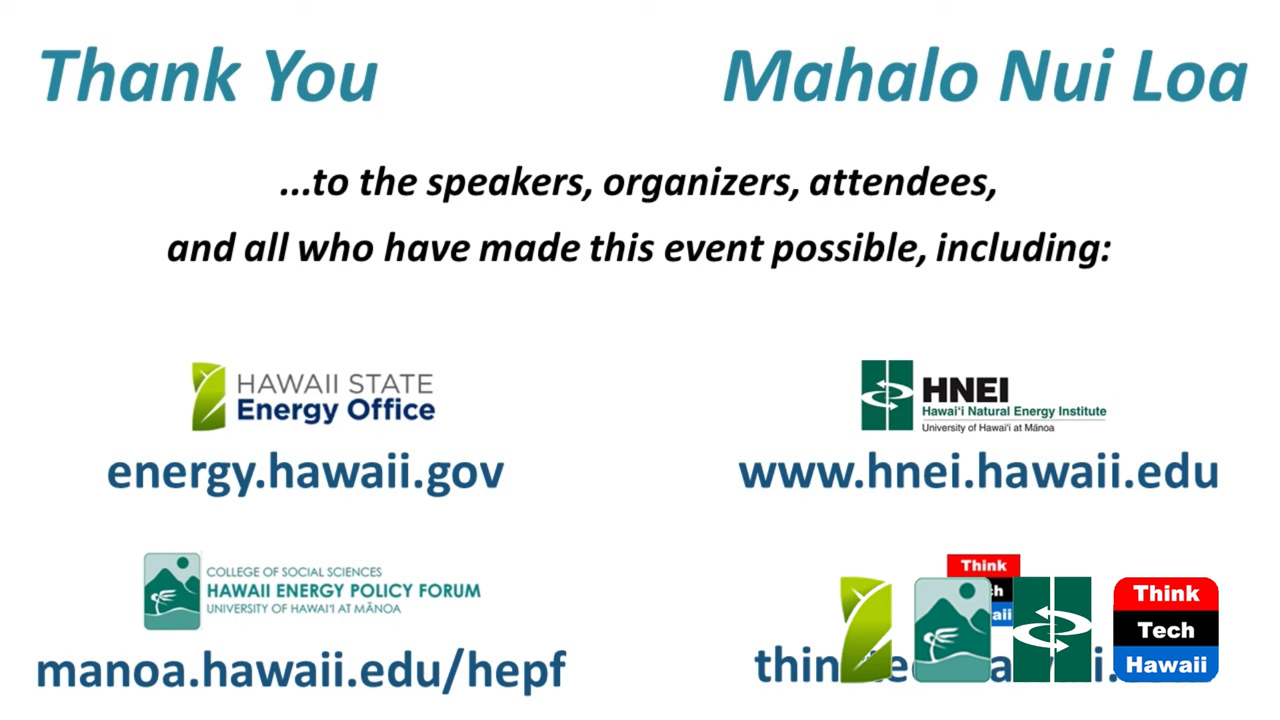 Thank You Mahalo Nui Loa
...to the speakers, organizers, attendees,
and all who have made this event possible, including:
HAWAII STATE
Energy Office
energy.hawaii.gov
HNEI
Hawaiʻi Natural Energy Institute
University of Hawaiʻi at Mānoa
www.hnei.hawaii.edu
COLLEGE OF SOCIAL SCIENCES
HAWAII ENERGY POLICY FORUM
UNIVERSITY OF HAWAIʻI AT MĀNOA
manoa.hawaii.edu/hepf
Think
Think
Tech
Hawaii